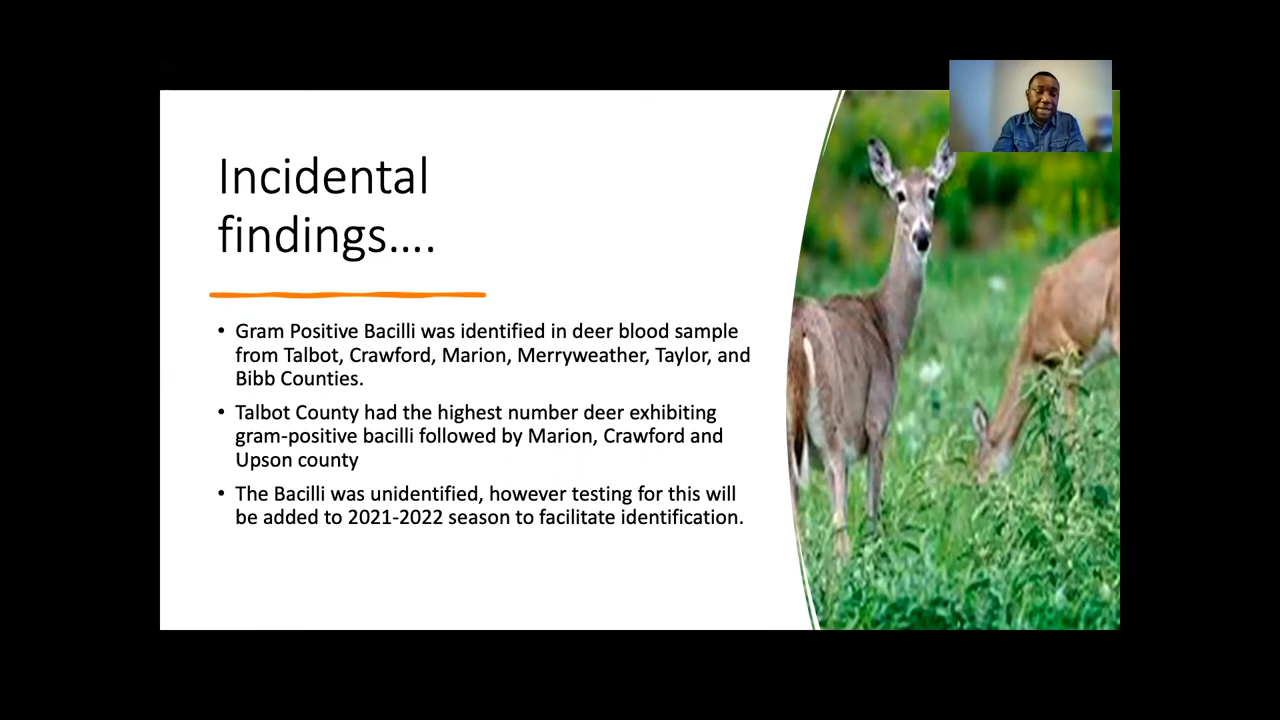 Incidental
findings....
• Gram Positive Bacilli was identified in deer blood sample
from Talbot, Crawford, Marion, Merryweather, Taylor, and
Bibb Counties.
• Talbot County had the highest number deer exhibiting
gram-positive bacilli followed by Marion, Crawford and
Upson county
• The Bacilli was unidentified, however testing for this will
be added to 2021-2022 season to facilitate identification.